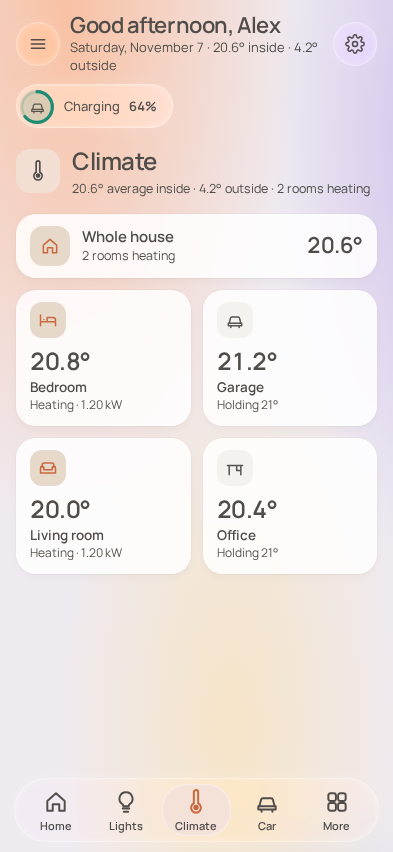 Good afternoon, Alex
Saturday, November 7 · 20.6° inside · 4.2°
outside
Charging 64%
Climate
20.6° average inside · 4.2° outside · 2 rooms heating
Whole house
2 rooms heating
20.6°
20.8°
Bedroom
Heating · 1.20 kW
21.2°
Garage
Holding 21°
20.0°
Living room
Heating · 1.20 kW
20.4°
Office
Holding 21°
Home
Lights
Climate
Car
More